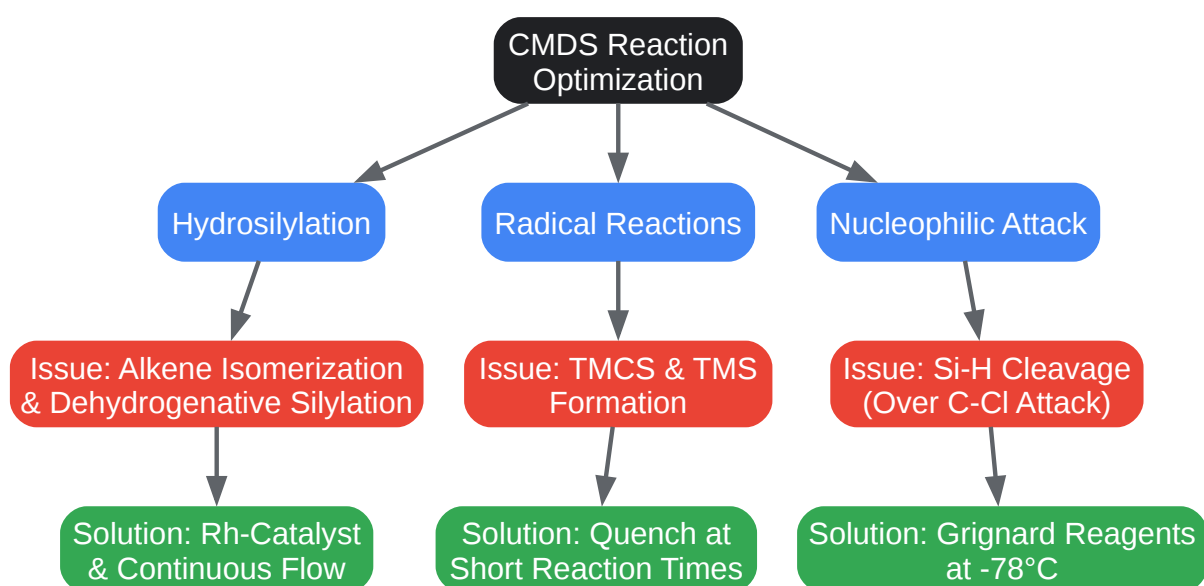 CMDS Reaction
Optimization
Hydrosilylation
Radical Reactions
Nucleophilic Attack
Issue: Alkene Isomerization
& Dehydrogenative Silylation
Issue: TMCS & TMS
Formation
Issue: Si-H Cleavage
(Over C-Cl Attack)
Solution: Rh-Catalyst
& Continuous Flow
Solution: Quench at
Short Reaction Times
Solution: Grignard Reagents
at -78°C